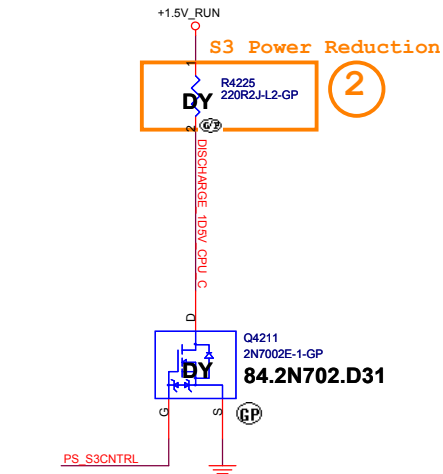 +1.5V_RUN
S3 Power Reduction
2
1
R4225
220R2J-L2-GP
DY
2
G/P
DISCHARGE_1D5V_CPU_C
D
Q4211
2N7002E-1-GP
DY
84.2N702.D31
G
S
GP
PS_S3CNTRL